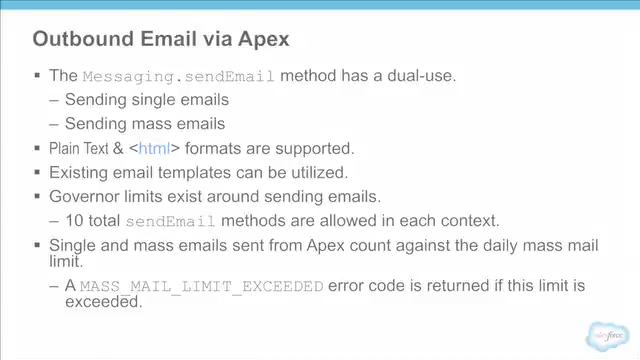 Outbound Email via Apex
▪ The Messaging.sendEmail method has a dual-use.
– Sending single emails
– Sending mass emails
▪ Plain Text & <html> formats are supported.
▪ Existing email templates can be utilized.
▪ Governor limits exist around sending emails.
– 10 total sendEmail methods are allowed in each context.
▪ Single and mass emails sent from Apex count against the daily mass mail
limit.
– A MASS_MAIL_LIMIT_EXCEEDED error code is returned if this limit is
exceeded.
salesforce